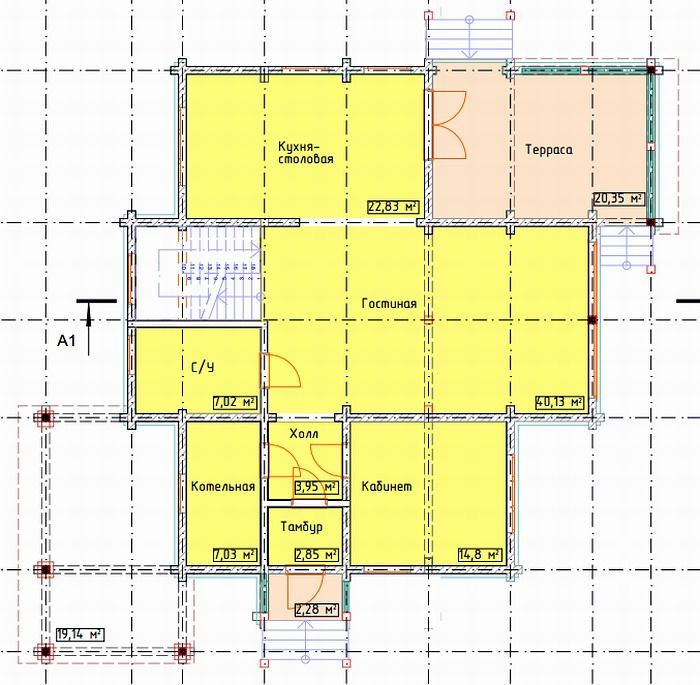 Кухня-
столовая
22,83 м²
Терраса
20,35 м²
Гостиная
А1
С/У
7,02 м²
40,13 м²
Холл
3,95 м²
Котельная
7,03 м²
Кабинет
14,8 м²
Тамбур
2,85 м²
2,28 м²
19,14 м²